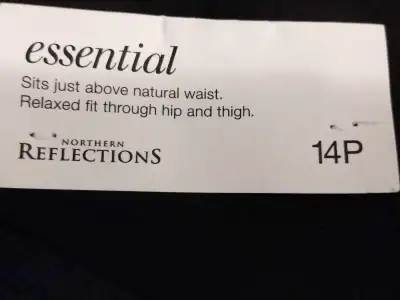 essential
Sits just above natural waist.
Relaxed fit through hip and thigh.
NORTHERN
REFLECTIONS
14P